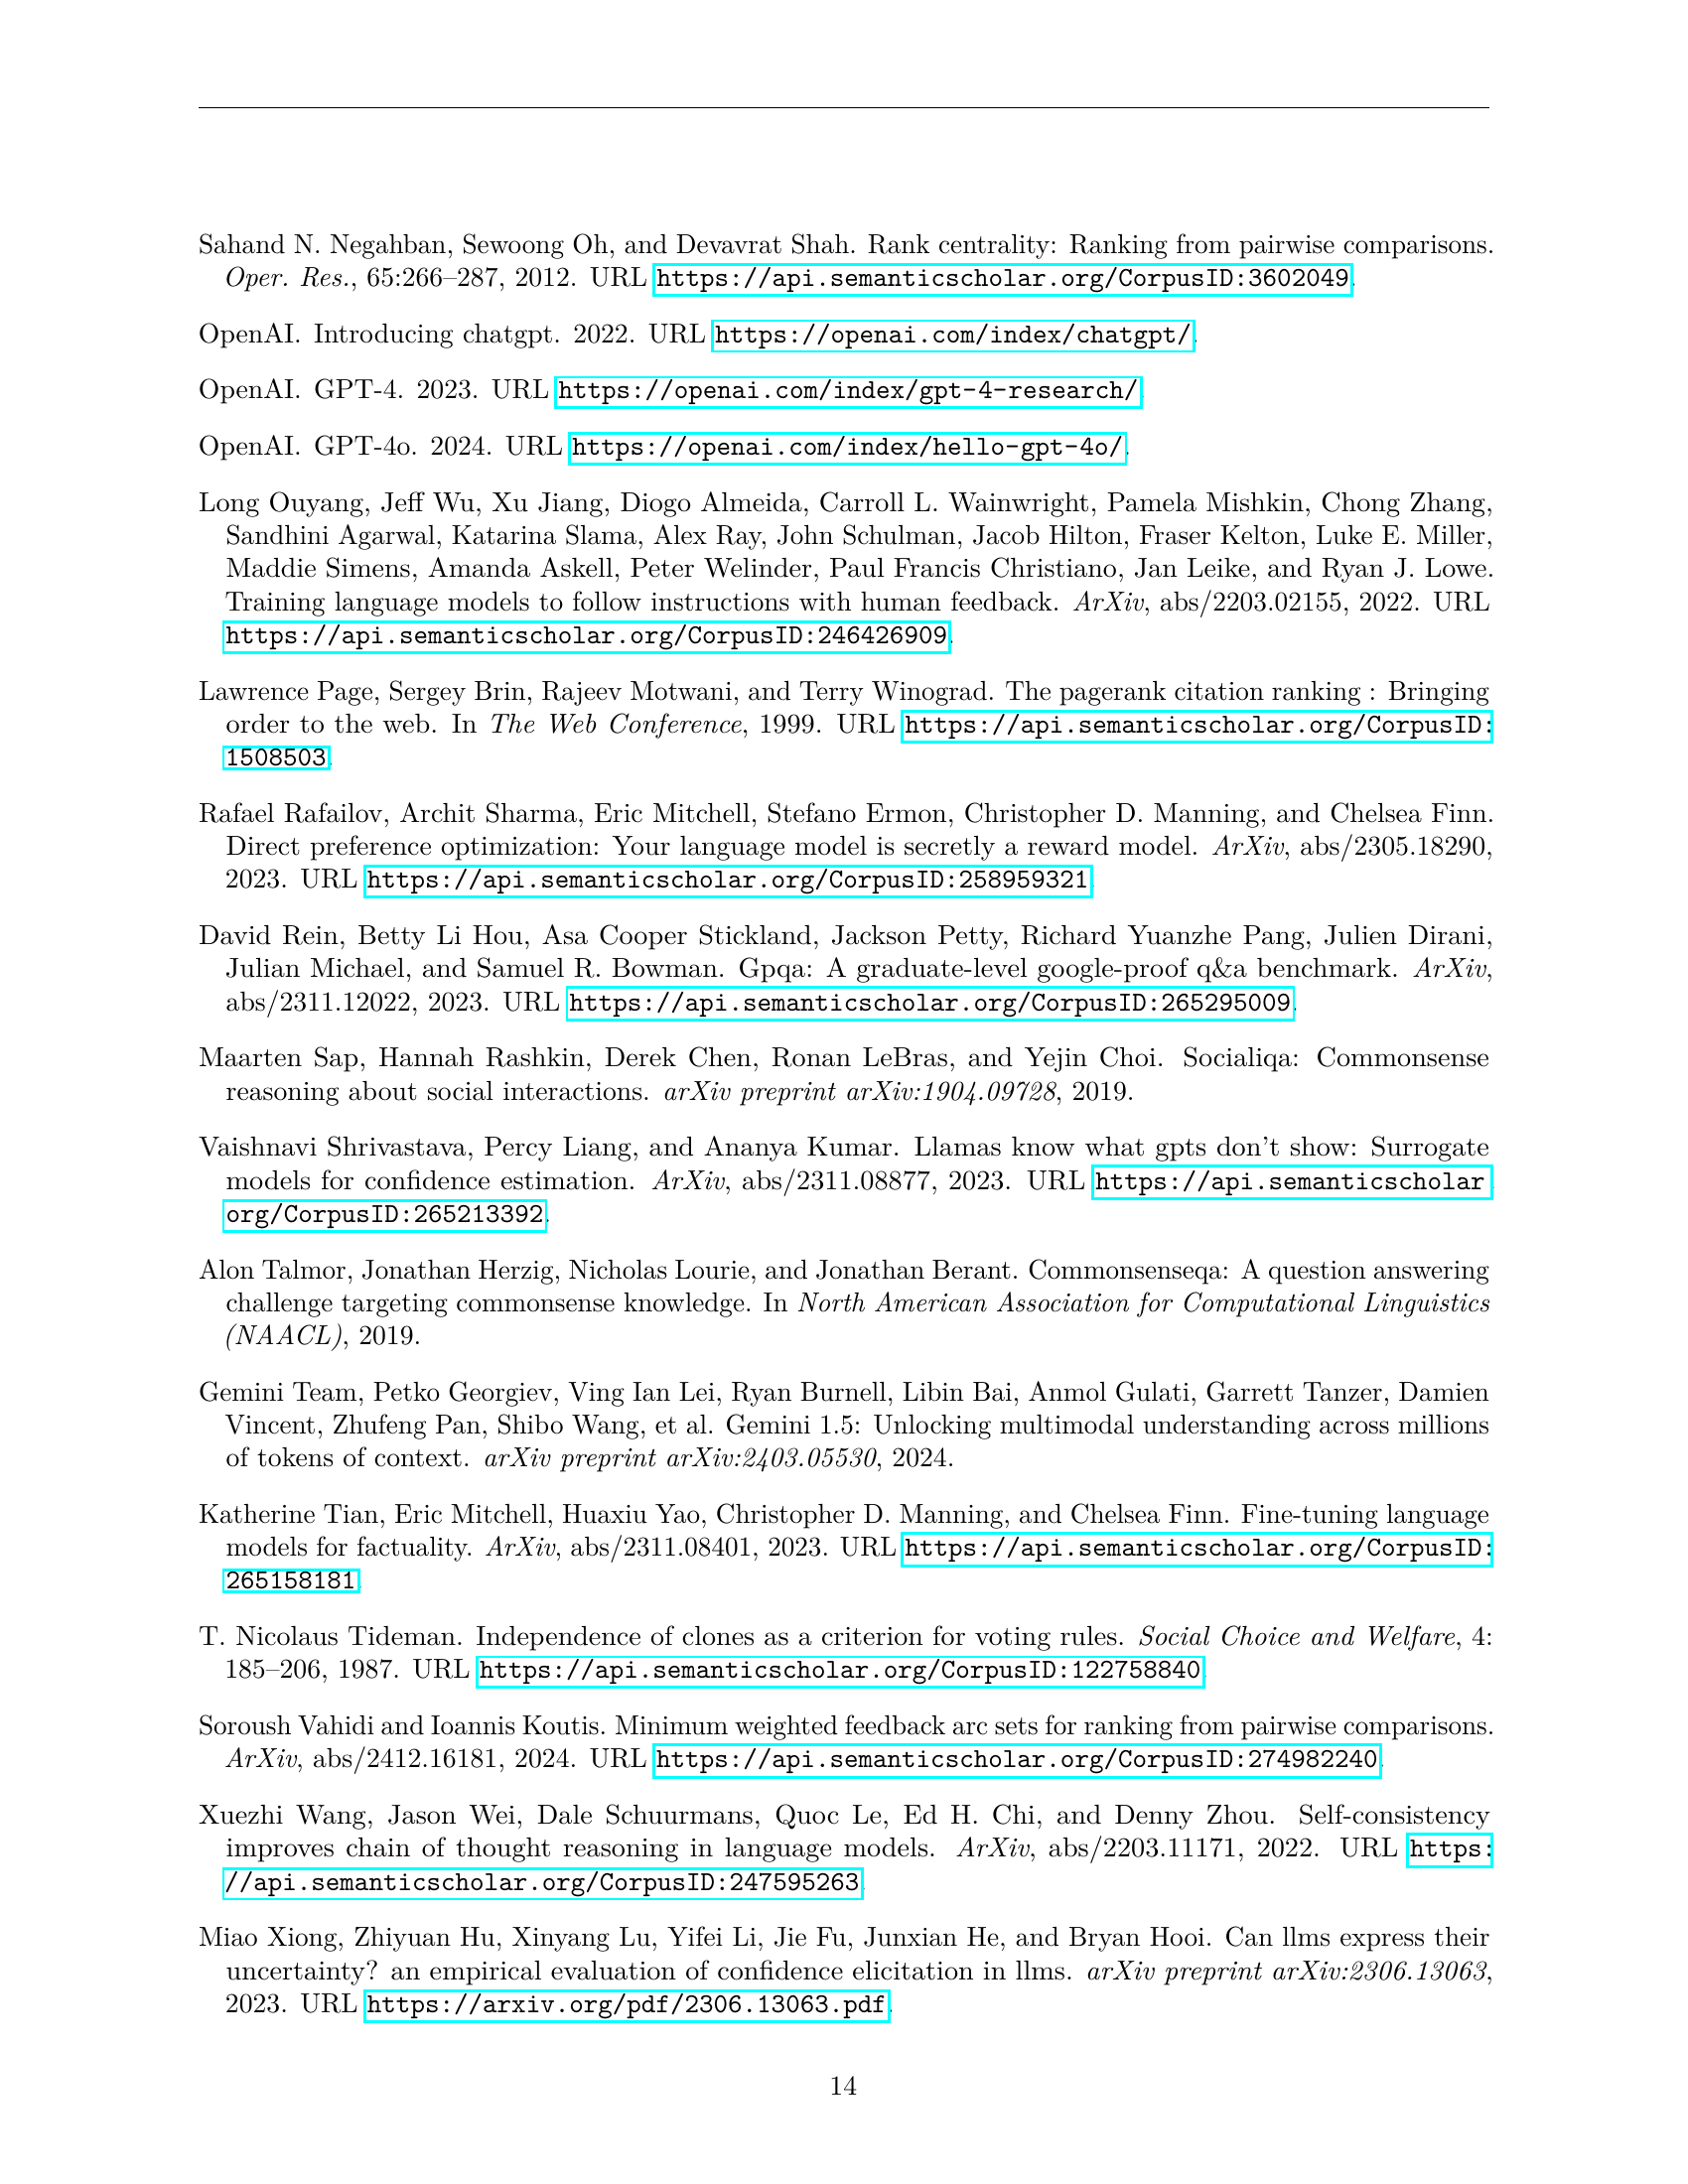 Sahand N. Negahban, Sewoong Oh, and Devavrat Shah. Rank centrality: Ranking from pairwise comparisons.
Oper. Res., 65:266–287, 2012. URL https://api.semanticscholar.org/CorpusID:3602049.
OpenAI. Introducing chatgpt. 2022. URL https://openai.com/index/chatgpt/.
OpenAI. GPT-4. 2023. URL https://openai.com/index/gpt-4-research/.
OpenAI. GPT-4o. 2024. URL https://openai.com/index/hello-gpt-4o/.
Long Ouyang, Jeff Wu, Xu Jiang, Diogo Almeida, Carroll L. Wainwright, Pamela Mishkin, Chong Zhang,
Sandhini Agarwal, Katarina Slama, Alex Ray, John Schulman, Jacob Hilton, Fraser Kelton, Luke E. Miller,
Maddie Simens, Amanda Askell, Peter Welinder, Paul Francis Christiano, Jan Leike, and Ryan J. Lowe.
Training language models to follow instructions with human feedback. ArXiv, abs/2203.02155, 2022. URL
https://api.semanticscholar.org/CorpusID:246426909.
Lawrence Page, Sergey Brin, Rajeev Motwani, and Terry Winograd. The pagerank citation ranking : Bringing
order to the web. In The Web Conference, 1999. URL https://api.semanticscholar.org/CorpusID:
1508503.
Rafael Rafailov, Archit Sharma, Eric Mitchell, Stefano Ermon, Christopher D. Manning, and Chelsea Finn.
Direct preference optimization: Your language model is secretly a reward model. ArXiv, abs/2305.18290,
2023. URL https://api.semanticscholar.org/CorpusID:258959321.
David Rein, Betty Li Hou, Asa Cooper Stickland, Jackson Petty, Richard Yuanzhe Pang, Julien Dirani,
Julian Michael, and Samuel R. Bowman. Gpqa: A graduate-level google-proof q&a benchmark. ArXiv,
abs/2311.12022, 2023. URL https://api.semanticscholar.org/CorpusID:265295009.
Maarten Sap, Hannah Rashkin, Derek Chen, Ronan LeBras, and Yejin Choi. Socialiqa: Commonsense
reasoning about social interactions. arXiv preprint arXiv:1904.09728, 2019.
Vaishnavi Shrivastava, Percy Liang, and Ananya Kumar. Llamas know what gpts don't show: Surrogate
models for confidence estimation. ArXiv, abs/2311.08877, 2023. URL https://api.semanticscholar.
org/CorpusID:265213392.
Alon Talmor, Jonathan Herzig, Nicholas Lourie, and Jonathan Berant. Commonsenseqa: A question answering
challenge targeting commonsense knowledge. In North American Association for Computational Linguistics
(NAACL), 2019.
Gemini Team, Petko Georgiev, Ving Ian Lei, Ryan Burnell, Libin Bai, Anmol Gulati, Garrett Tanzer, Damien
Vincent, Zhufeng Pan, Shibo Wang, et al. Gemini 1.5: Unlocking multimodal understanding across millions
of tokens of context. arXiv preprint arXiv:2403.05530, 2024.
Katherine Tian, Eric Mitchell, Huaxiu Yao, Christopher D. Manning, and Chelsea Finn. Fine-tuning language
models for factuality. ArXiv, abs/2311.08401, 2023. URL https://api.semanticscholar.org/CorpusID:
265158181.
T. Nicolaus Tideman. Independence of clones as a criterion for voting rules. Social Choice and Welfare, 4:
185–206, 1987. URL https://api.semanticscholar.org/CorpusID:122758840.
Soroush Vahidi and Ioannis Koutis. Minimum weighted feedback arc sets for ranking from pairwise comparisons.
ArXiv, abs/2412.16181, 2024. URL https://api.semanticscholar.org/CorpusID:274982240.
Xuezhi Wang, Jason Wei, Dale Schuurmans, Quoc Le, Ed H. Chi, and Denny Zhou. Self-consistency
improves chain of thought reasoning in language models. ArXiv, abs/2203.11171, 2022. URL https:
//api.semanticscholar.org/CorpusID:247595263.
Miao Xiong, Zhiyuan Hu, Xinyang Lu, Yifei Li, Jie Fu, Junxian He, and Bryan Hooi. Can llms express their
uncertainty? an empirical evaluation of confidence elicitation in llms. arXiv preprint arXiv:2306.13063,
2023. URL https://arxiv.org/pdf/2306.13063.pdf.
14